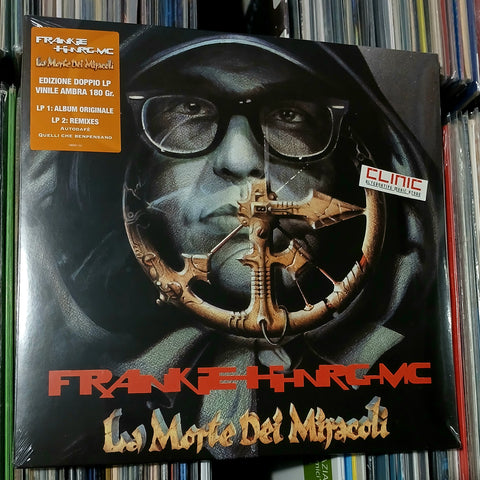 FRANKIE
HI-NRG MC
La Morte Dei Miracoli
EDIZIONE DOPPIO LP
VINILE AMBRA 180 Gr.
LP 1: ALBUM ORIGINALE
LP 2: REMIXES
AUTODAFÈ
QUELLI CHE BENPENSANO
CLINIC
ALTERNATIVE MUSIC STORE
FRANKIE HI-NRG MC
La Morte Dei Miracoli